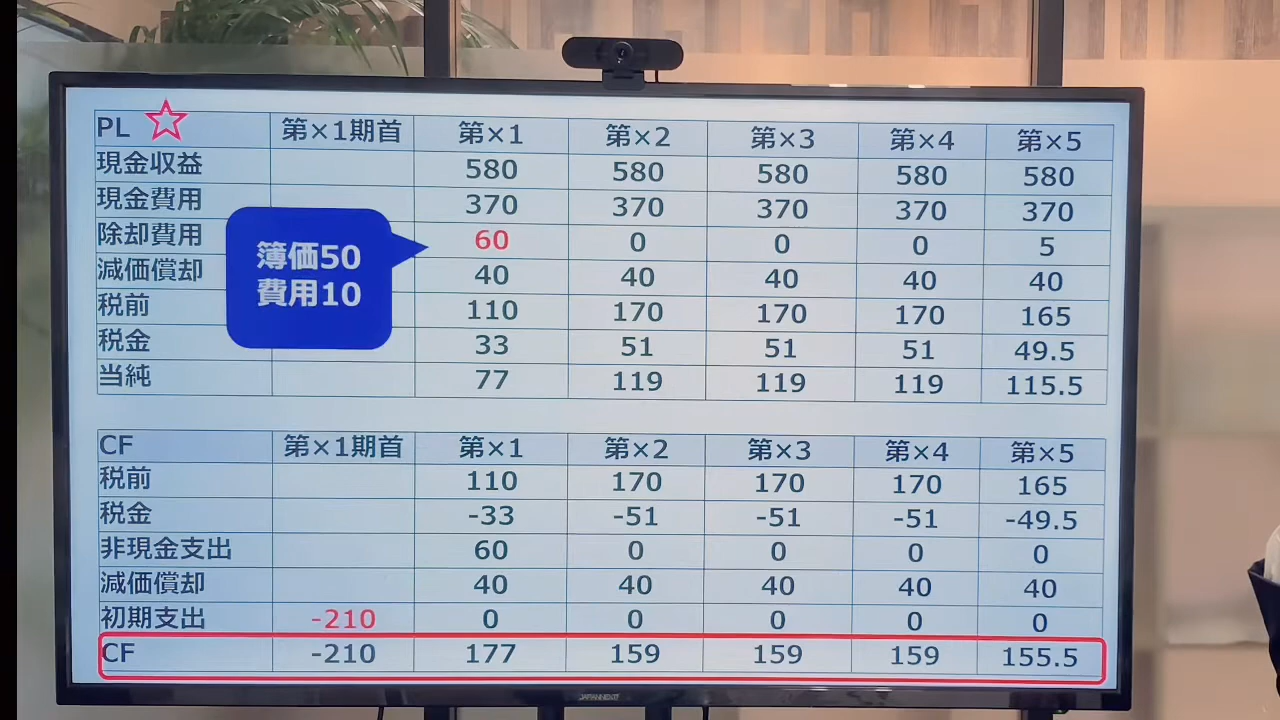 PL 第×1期首 第×1 第×2 第×3 第×4 第×5
現金収益 580 580 580 580 580
現金費用 370 370 370 370 370
除却費用 60 0 0 0 5
簿価50
費用10
減価償却 40 40 40 40 40
税前 110 170 170 170 165
税金 33 51 51 51 49.5
当純 77 119 119 119 115.5
CF 第×1期首 第×1 第×2 第×3 第×4 第×5
税前 110 170 170 170 165
税金 -33 -51 -51 -51 -49.5
非現金支出 60 0 0 0 0
減価償却 40 40 40 40 40
初期支出 -210 0 0 0 0 0
CF -210 177 159 159 159 155.5
JAPANNEXT